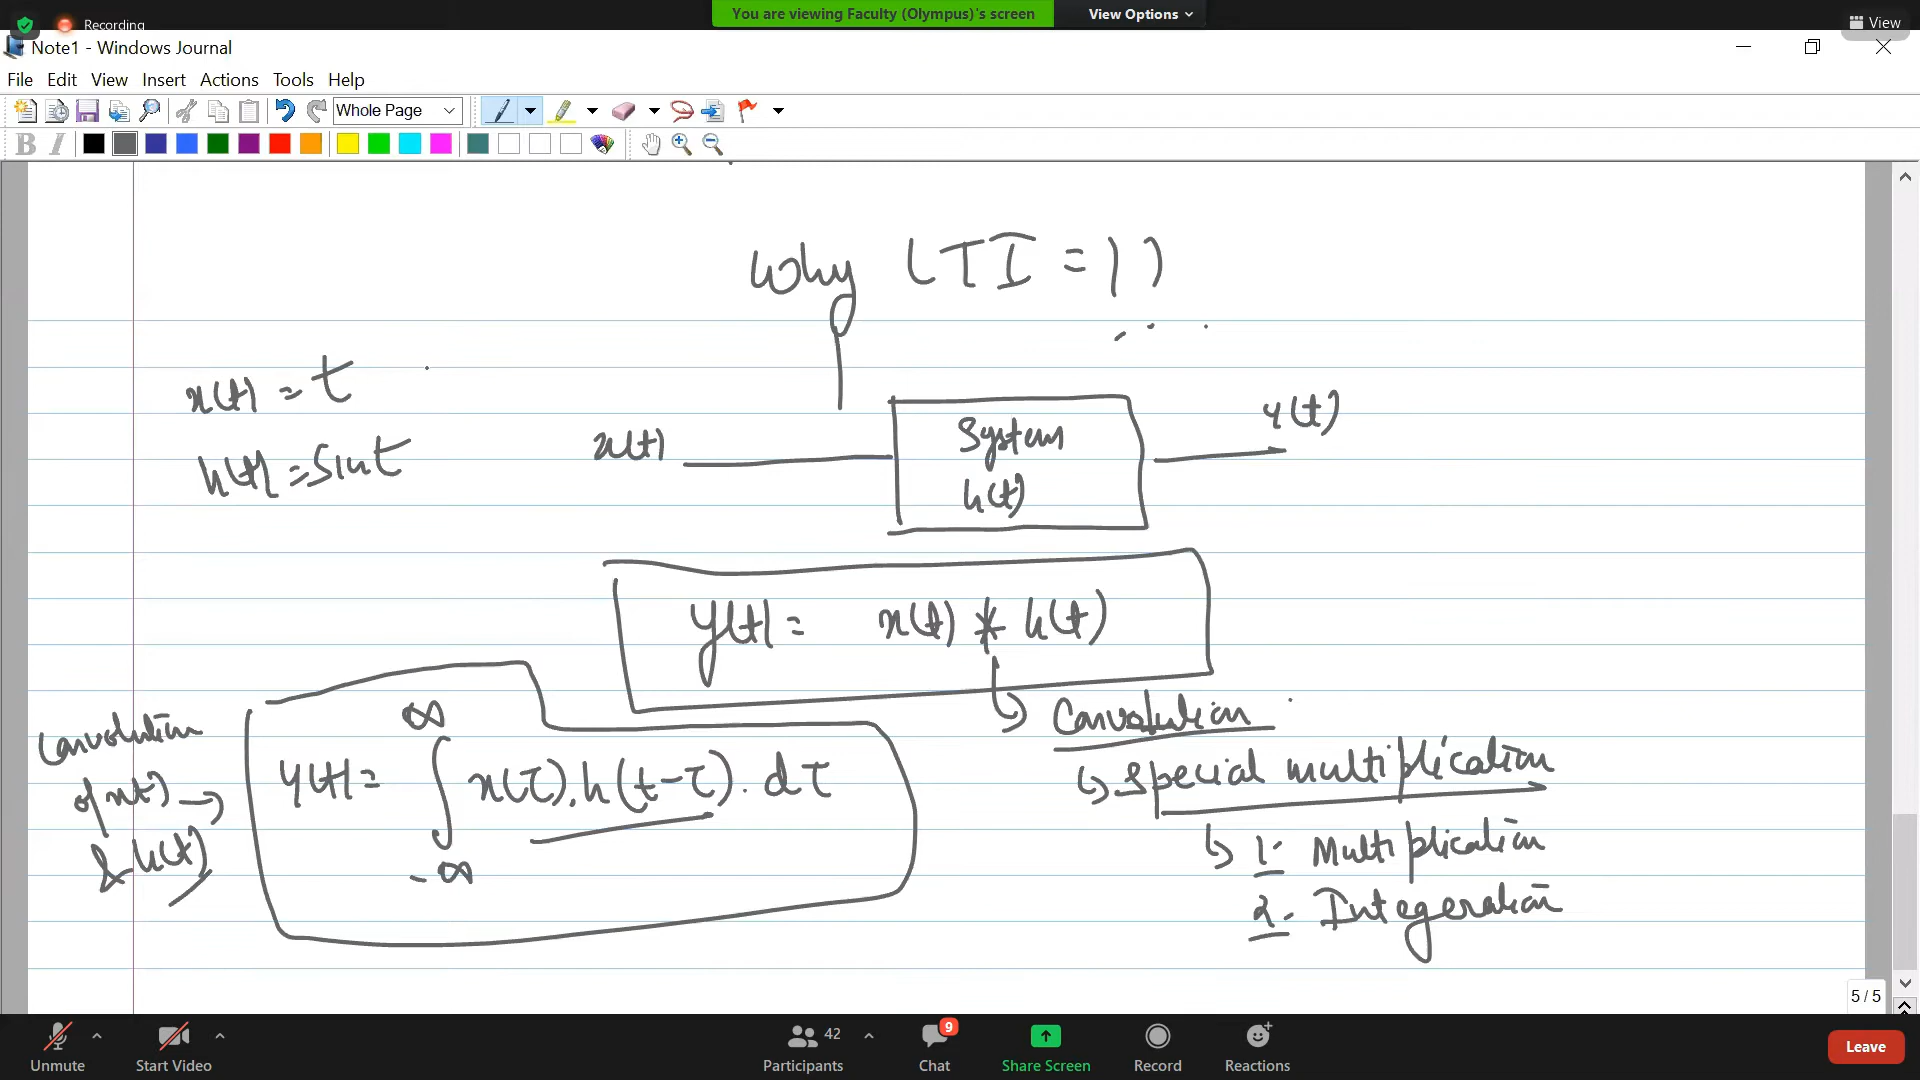 Recording
You are viewing Faculty (Olympus)'s screen
View Options
View
Note1 - Windows Journal
File Edit View Insert Actions Tools Help
Whole Page
B I
Why LTI = ??
x(t) = t
h(t) = sin t
x(t)
System
h(t)
y(t)
y(t) = x(t) * h(t)
Convolution
Special multiplication
1. Multiplication
2. Integeration
Convolution
of x(t) →
& h(t)
y(t) = ∫ x(τ). h(t-τ). dτ
∞
-∞
5 / 5
Unmute
Start Video
42
Participants
9
Chat
Share Screen
Record
Reactions
Leave